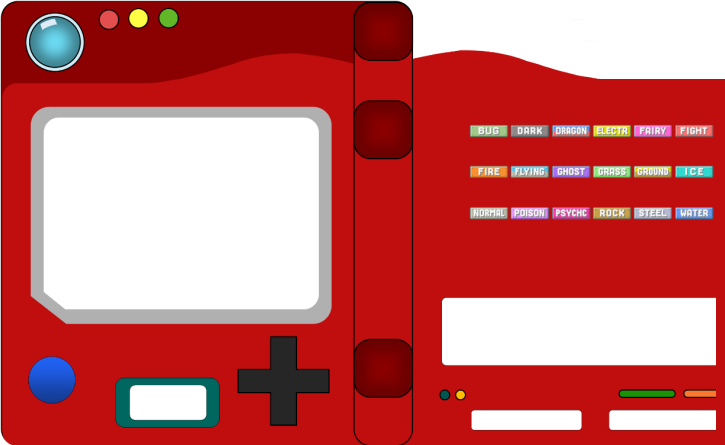 BUG DARK DRAGON ELECTR FAIRY FIGHT
FIRE FLYING GHOST GRASS GROUND ICE
NORMAL POISON PSYCHC ROCK STEEL WATER